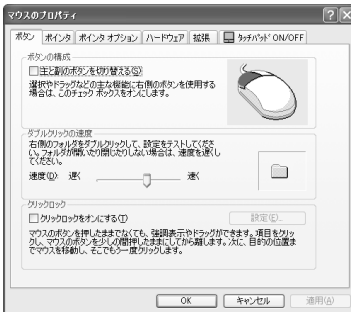 マウスのプロパティ
ボタン ポインタ ポインタ オプション ハードウェア 拡張 タッチパッド ON/OFF
ボタンの構成
主と副のボタンを切り替える(S)
選択やドラッグなどの主な機能に右側のボタンを使用する
場合は、このチェック ボックスをオンにします。
ダブルクリックの速度
右側のフォルダをダブルクリックして、設定をテストしてくださ
い。フォルダが開いたり閉じたりしない場合は、速度を遅くし
てください。
速度(D): 遅く 速く
クリックロック
クリックロックをオンにする(T) 設定(E)...
マウスのボタンを押したままでなくても、強調表示やドラッグができます。項目をクリッ
クし、マウスのボタンを少しの間押したままにしてから離します。次に、目的の位置ま
でマウスを移動し、そこでもう一度クリックします。
OK キャンセル 適用(A)